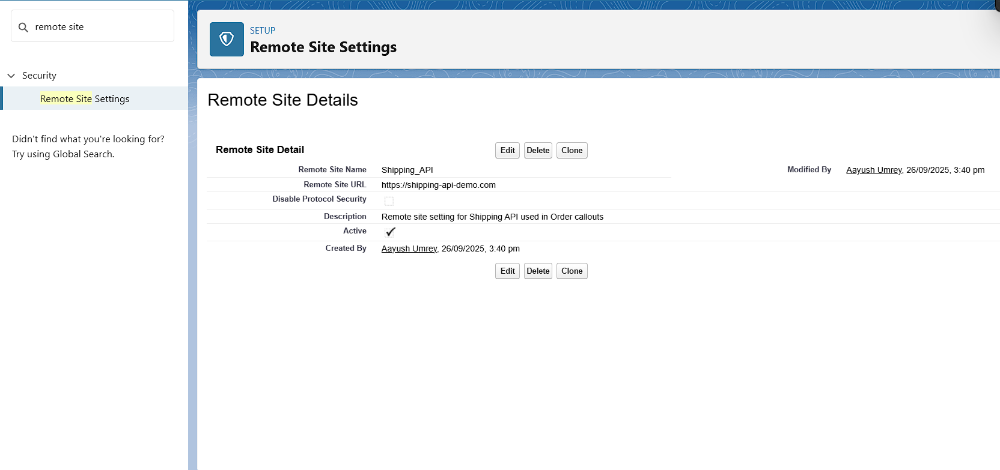 remote site
Security
Remote Site Settings
Didn't find what you're looking for?
Try using Global Search.
SETUP
Remote Site Settings
Remote Site Details
Remote Site Detail
Edit Delete Clone
Remote Site Name Shipping_API Modified By Aayush Umrey, 26/09/2025, 3:40 pm
Remote Site URL https://shipping-api-demo.com
Disable Protocol Security
Description Remote site setting for Shipping API used in Order callouts
Active
Created By Aayush Umrey, 26/09/2025, 3:40 pm
Edit Delete Clone